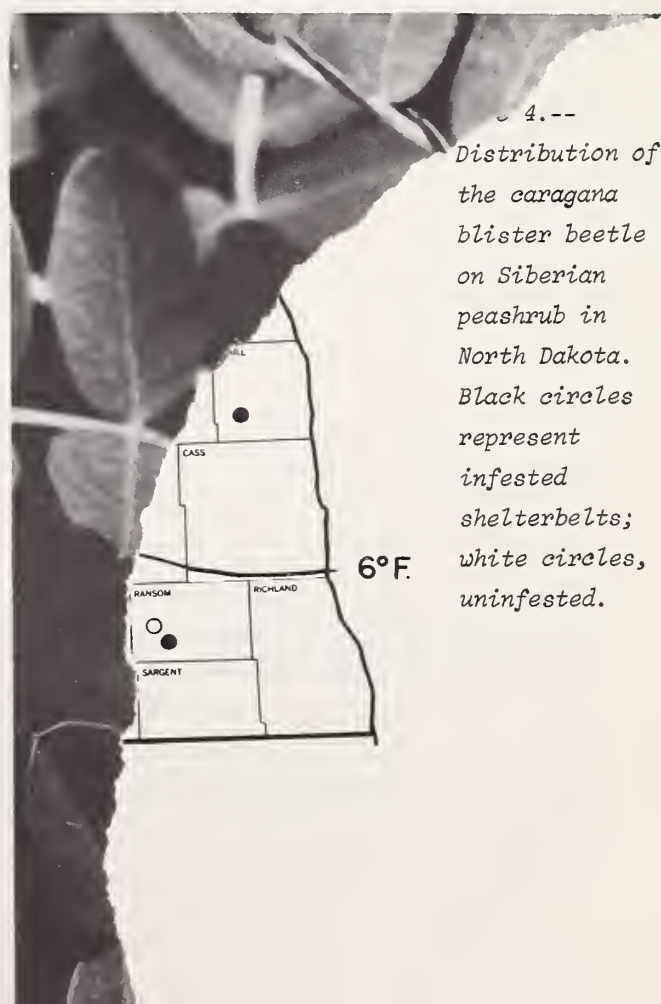 4.--
Distribution of
the caragana
blister beetle
on Siberian
peashrub in
North Dakota.
Black circles
represent
infested
shelterbelts;
white circles,
uninfested.
CASS
6°F.
RANSOM
RICHLAND
SARGENT